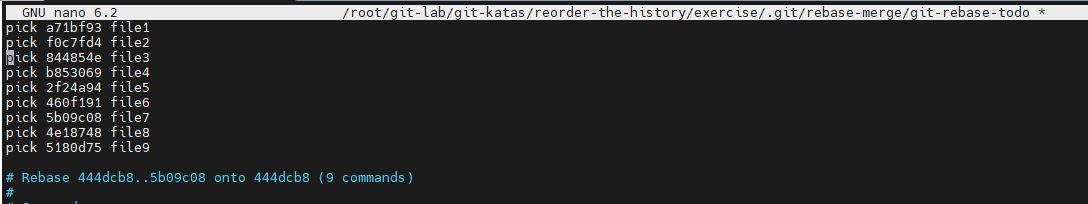 GNU nano 6.2 /root/git-lab/git-katas/reorder-the-history/exercise/.git/rebase-merge/git-rebase-todo *
pick a71bf93 file1
pick f0c7fd4 file2
pick 844854e file3
pick b853069 file4
pick 2f24a94 file5
pick 460f191 file6
pick 5b09c08 file7
pick 4e18748 file8
pick 5180d75 file9
# Rebase 444dcb8..5b09c08 onto 444dcb8 (9 commands)
#